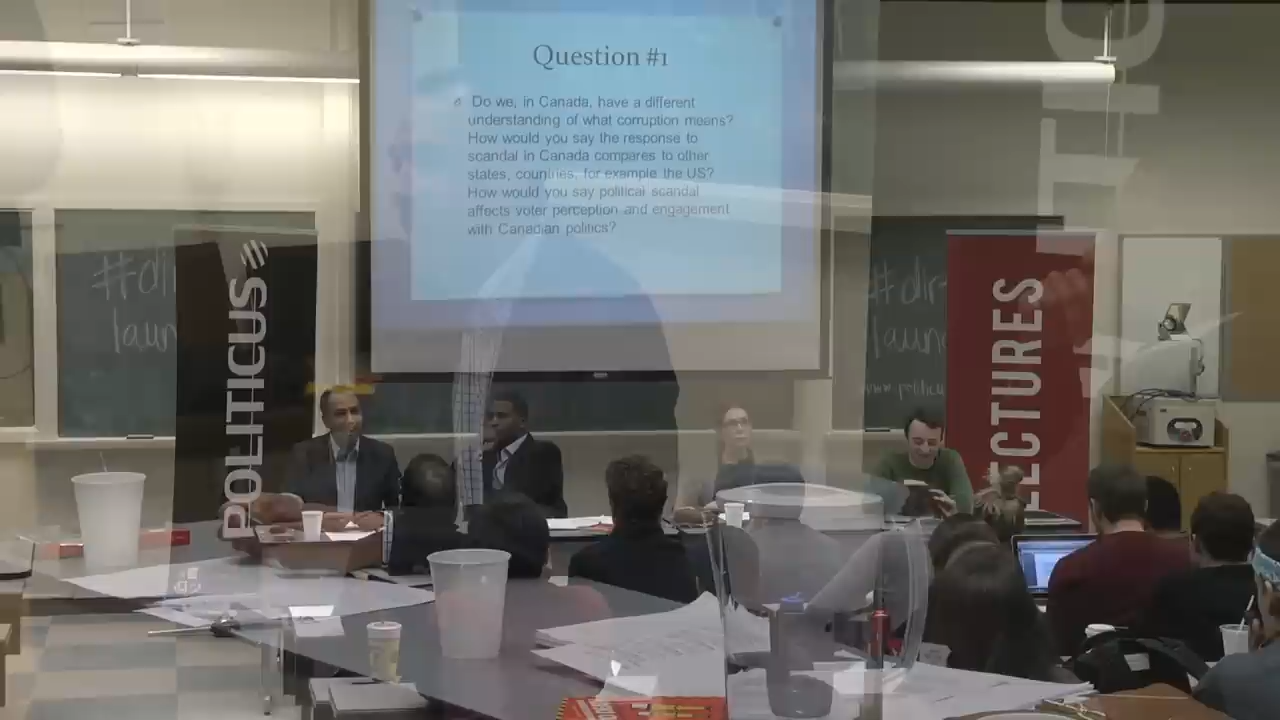 Question #1
Do we, in Canada, have a different
understanding of what corruption means?
How would you say the response to
scandal in Canada compares to other
states, countries, for example the US?
How would you say political scandal
affects voter perception and engagement
with Canadian politics?
POLITICUS
LECTURES
#dir
laun